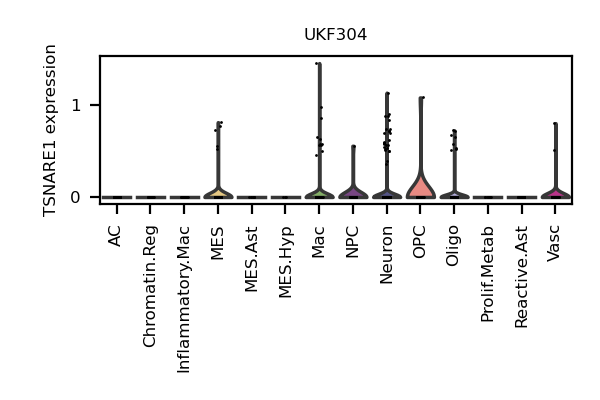 UKF304
TSNARE1 expression
1
0
AC
Chromatin.Reg
Inflammatory.Mac
MES
MES.Ast
MES.Hyp
Mac
NPC
Neuron
OPC
Oligo
Prolif.Metab
Reactive.Ast
Vasc